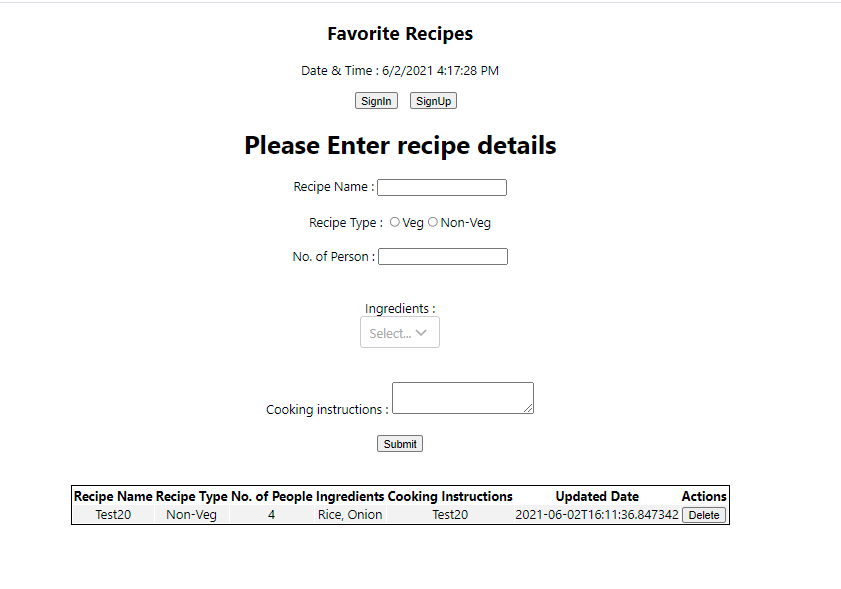 Favorite Recipes
Date & Time : 6/2/2021 4:17:28 PM
SignIn SignUp
Please Enter recipe details
Recipe Name :
Recipe Type : Veg Non-Veg
No. of Person :
Ingredients :
Select...
Cooking instructions :
Submit
Recipe Name Recipe Type No. of People Ingredients Cooking Instructions Updated Date Actions
Test20 Non-Veg 4 Rice, Onion Test20 2021-06-02T16:11:36.847342 Delete